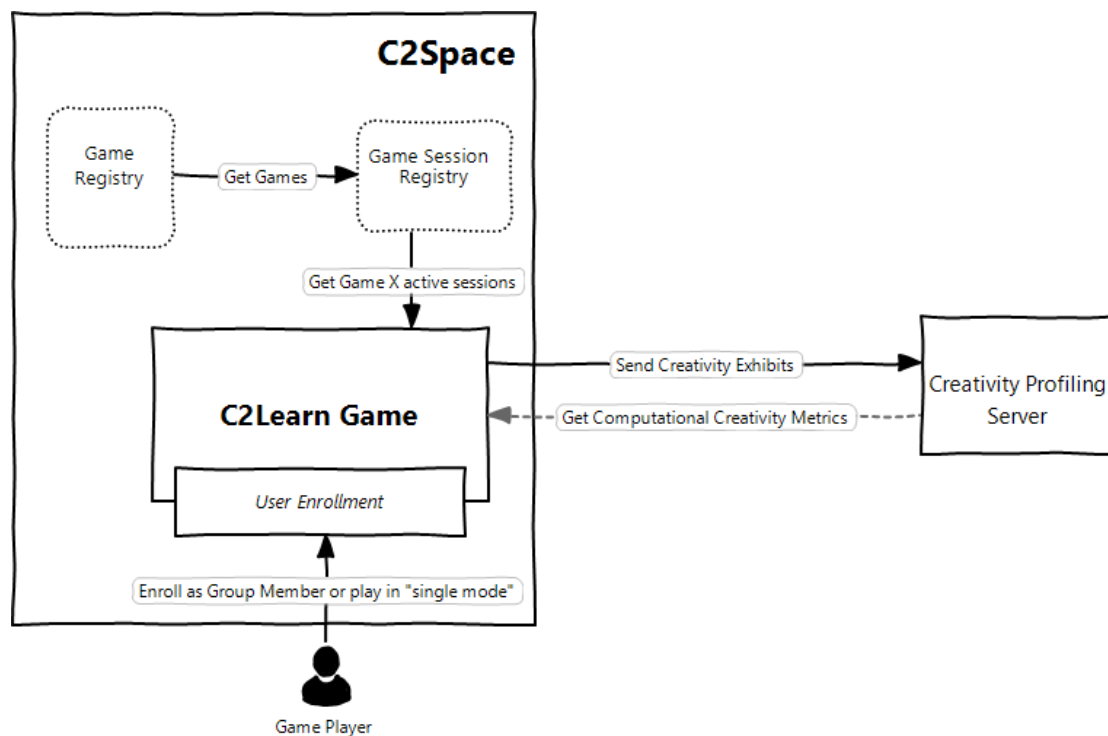 C2Space
Game
Registry
Get Games
Game Session
Registry
Get Game X active sessions
C2Learn Game
Send Creativity Exhibits
Get Computational Creativity Metrics
Creativity Profiling
Server
User Enrollment
Enroll as Group Member or play in "single mode"
Game Player